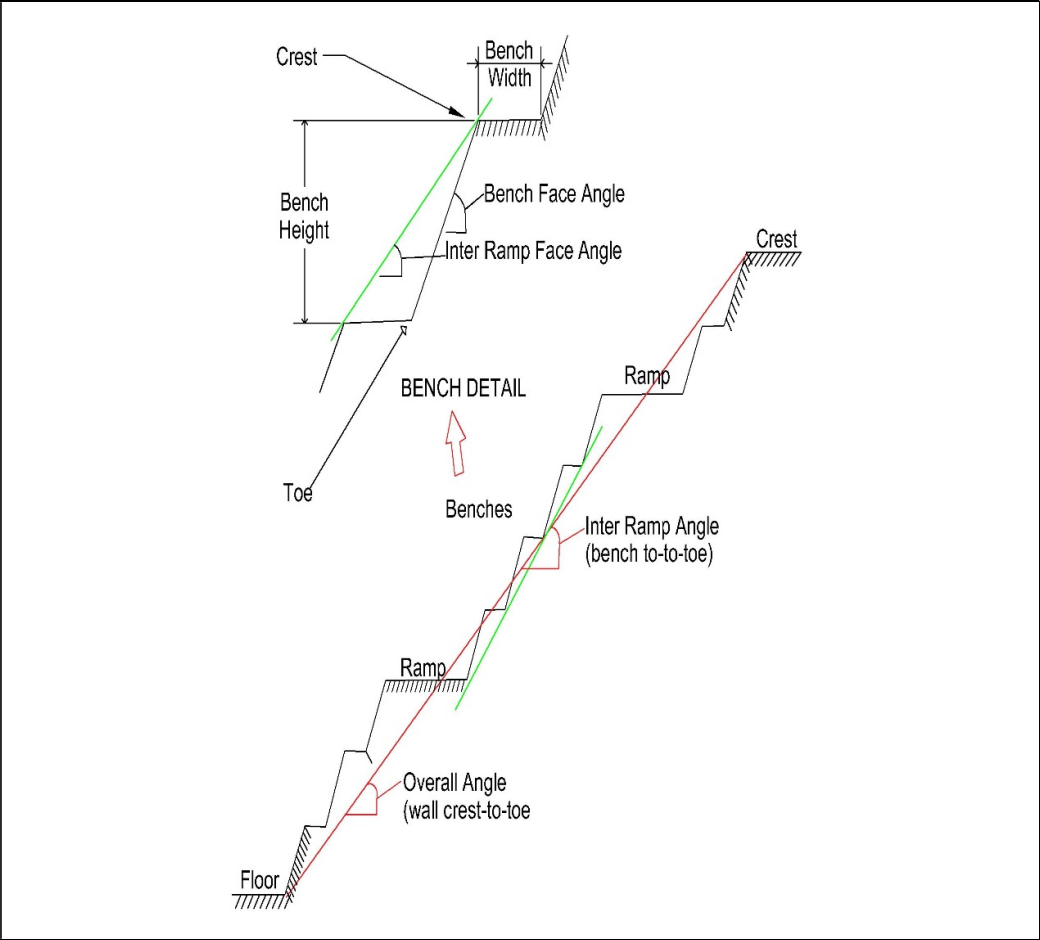 Crest
Bench
Width
Bench
Height
Bench Face Angle
Inter Ramp Face Angle
BENCH DETAIL
Toe
Crest
Ramp
Benches
Inter Ramp Angle
(bench to-to-toe)
Ramp
Overall Angle
(wall crest-to-toe
Floor